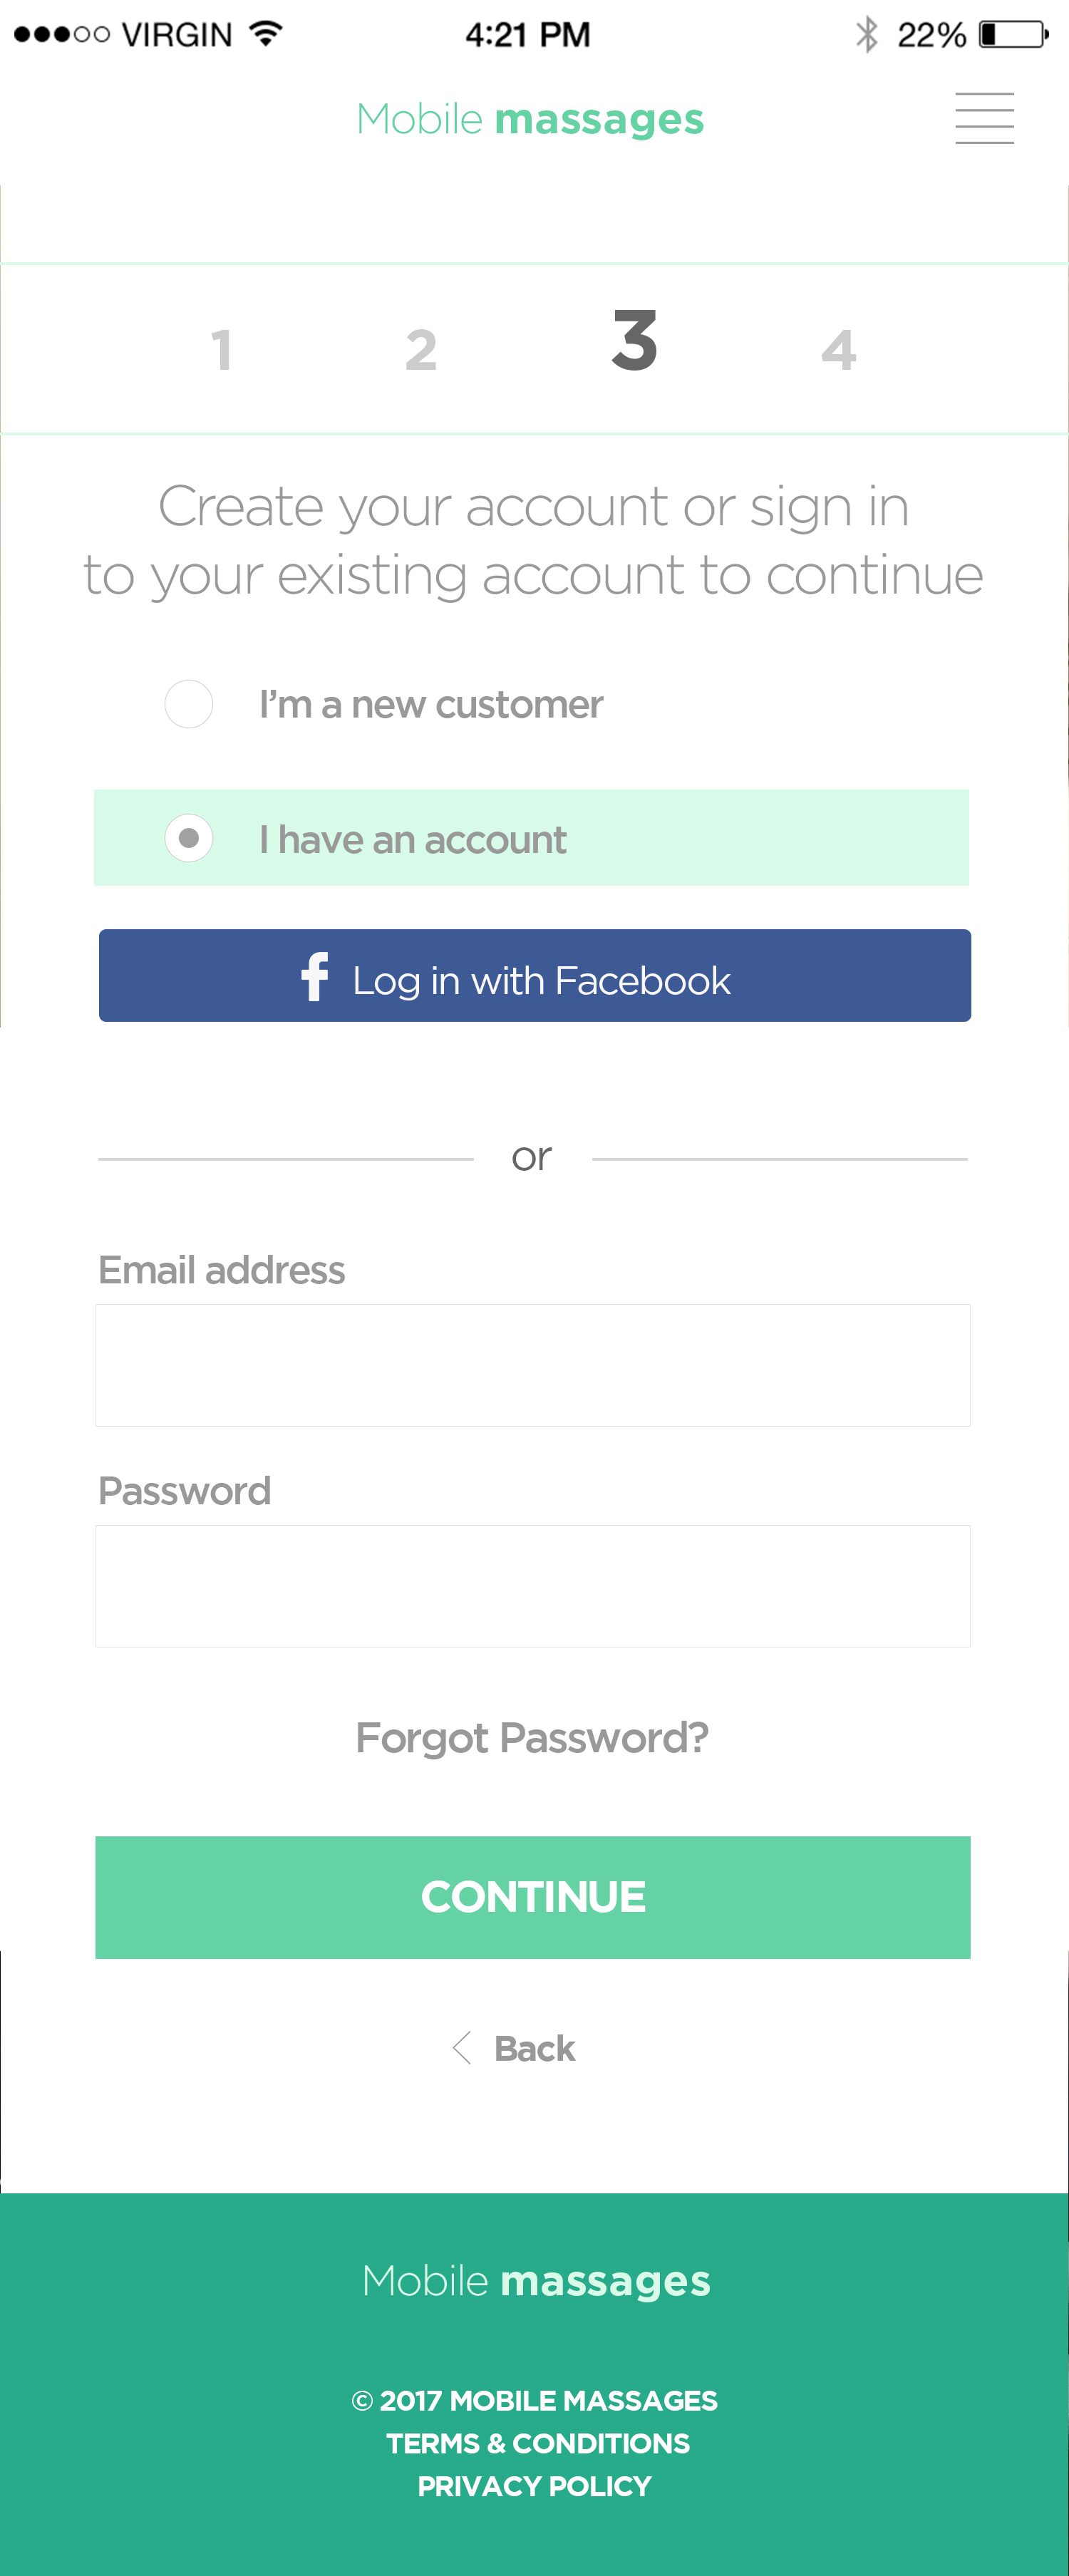 VIRGIN 4:21 PM 22%
Mobile massages
1 2 3 4
Create your account or sign in
to your existing account to continue
I'm a new customer
I have an account
f Log in with Facebook
or
Email address
Password
Forgot Password?
CONTINUE
Back
Mobile massages
© 2017 MOBILE MASSAGES
TERMS & CONDITIONS
PRIVACY POLICY